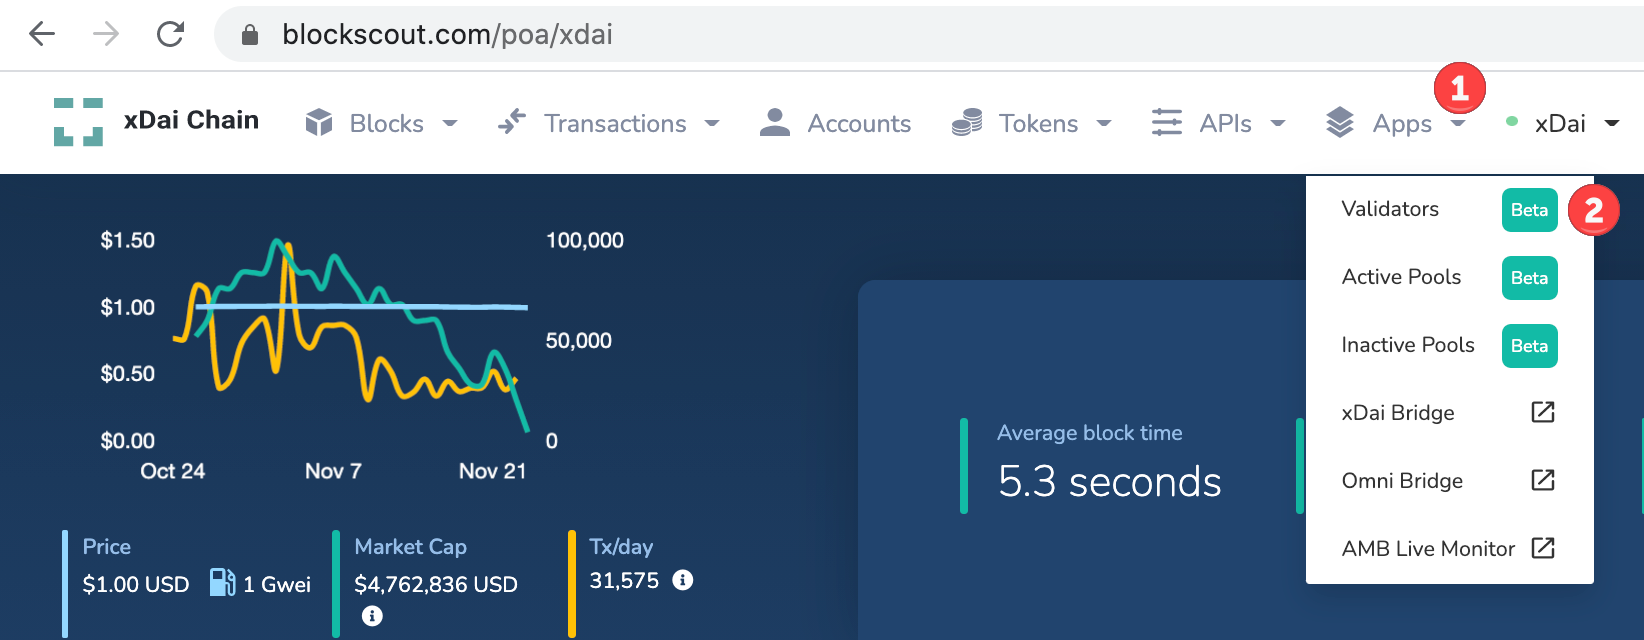 blockscout.com/poa/xdai
xDai Chain Blocks Transactions Accounts Tokens APIs Apps 1 xDai
Validators Beta 2
Active Pools Beta
Inactive Pools Beta
xDai Bridge
Omni Bridge
AMB Live Monitor
$1.50 100,000
$1.00
50,000
$0.50
$0.00 0
Oct 24 Nov 7 Nov 21
Average block time
5.3 seconds
Price
$1.00 USD 1 Gwei
Market Cap
$4,762,836 USD
Tx/day
31,575